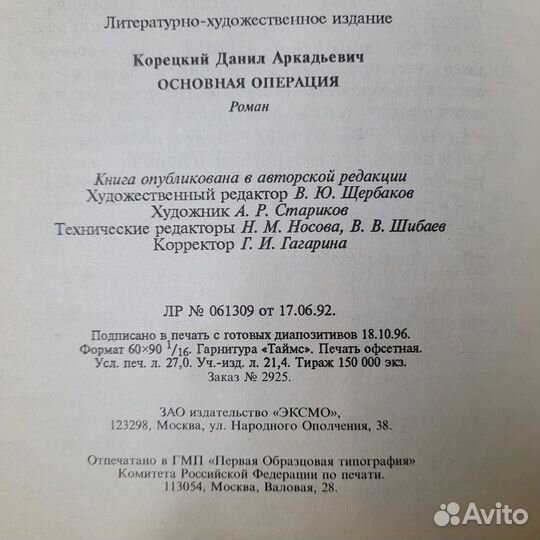 Литературно-художественное издание
Корецкий Данил Аркадьевич
ОСНОВНАЯ ОПЕРАЦИЯ
Роман
Книга опубликована в авторской редакции
Художественный редактор В. Ю. Щербаков
Художник А. Р. Стариков
Технические редакторы Н. М. Носова, В. В. Шибаев
Корректор Г. И. Гагарина
ЛР № 061309 от 17.06.92.
Подписано в печать с готовых диапозитивов 18.10.96.
Формат 60×90 1/16. Гарнитура «Таймс». Печать офсетная.
Усл. печ. л. 27,0. Уч.-изд. л. 21,4. Тираж 150 000 экз.
Заказ № 2925.
ЗАО издательство «ЭКСМО»,
123298, Москва, ул. Народного Ополчения, 38.
Отпечатано в ГМП «Первая Образцовая типография»
Комитета Российской Федерации по печати.
113054, Москва, Валовая, 28.
Avito